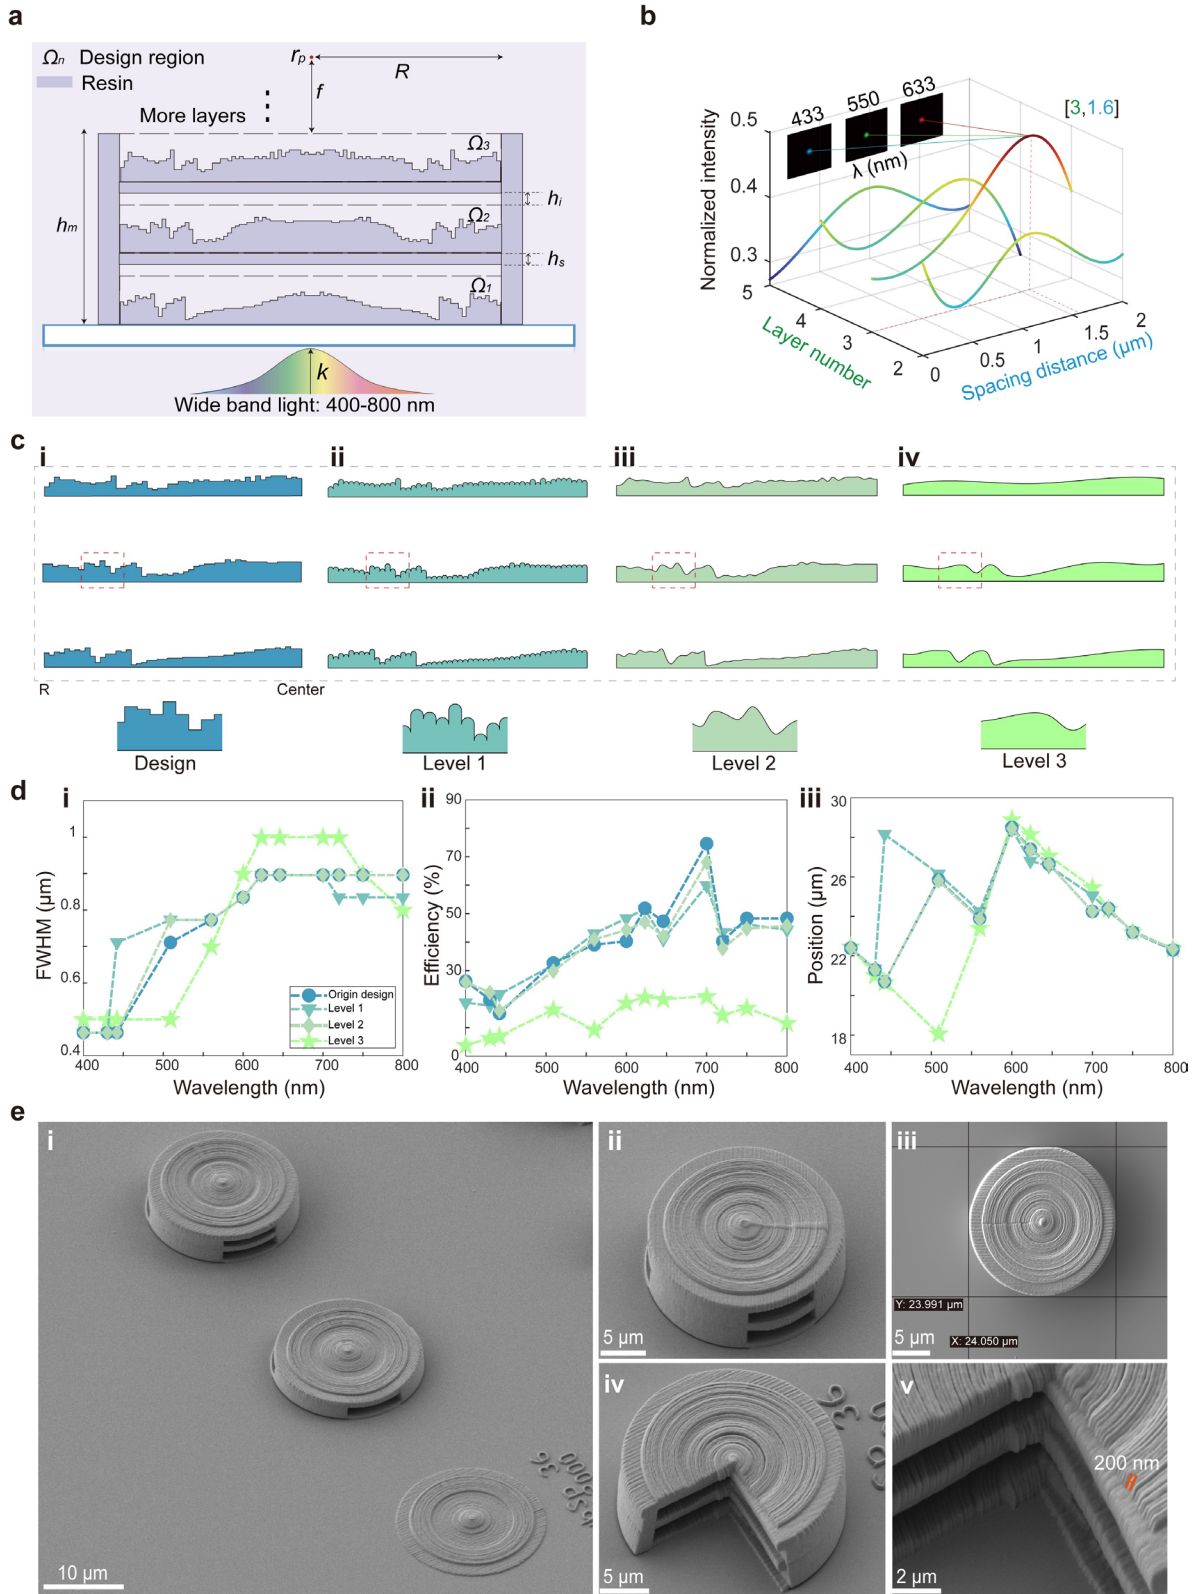 a
Ωn Design region
Resin
More layers
rp
R
f
Ω3
hi
Ω2
hm
hs
Ω1
k
Wide band light: 400-800 nm
b
433
550
633
λ (nm)
[3,1.6]
Normalized intensity
0.5
0.4
0.3
5
4
3
2
Layer number
0
0.5
1
1.5
2
Spacing distance (μm)
c
i
ii
iii
iv
R
Center
Design
Level 1
Level 2
Level 3
d
i
FWHM (μm)
1
0.8
0.6
0.4
Origin design
Level 1
Level 2
Level 3
400 500 600 700 800
Wavelength (nm)
ii
Efficiency (%)
90
70
50
30
0
400 500 600 700 800
Wavelength (nm)
iii
Position (μm)
30
26
22
18
400 500 600 700 800
Wavelength (nm)
e
i
10 μm
ii
5 μm
iii
Y: 23.991 μm
5 μm
X: 24.050 μm
iv
5 μm
v
200 nm
2 μm